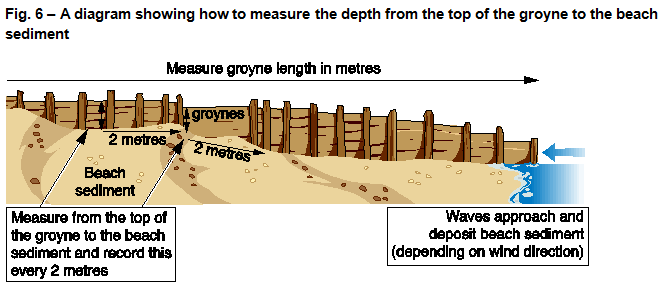 Fig. 6 – A diagram showing how to measure the depth from the top of the groyne to the beach
sediment
Measure groyne length in metres
groynes
2 metres
2 metres
Beach
sediment
Measure from the top of
the groyne to the beach
sediment and record this
every 2 metres
Waves approach and
deposit beach sediment
(depending on wind direction)